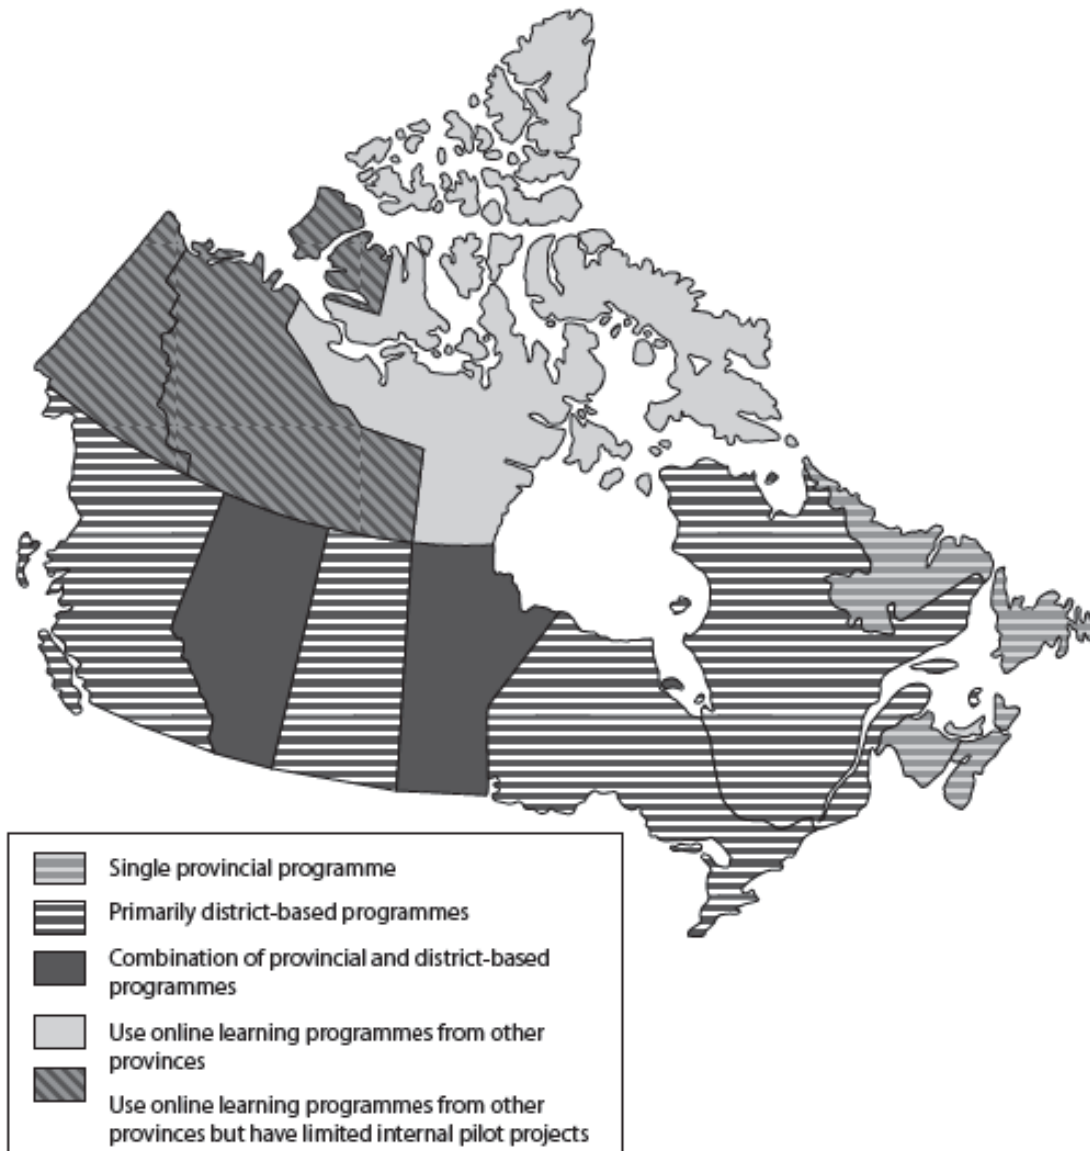 Single provincial programme
Primarily district-based programmes
Combination of provincial and district-based
programmes
Use online learning programmes from other
provinces
Use online learning programmes from other
provinces but have limited internal pilot projects